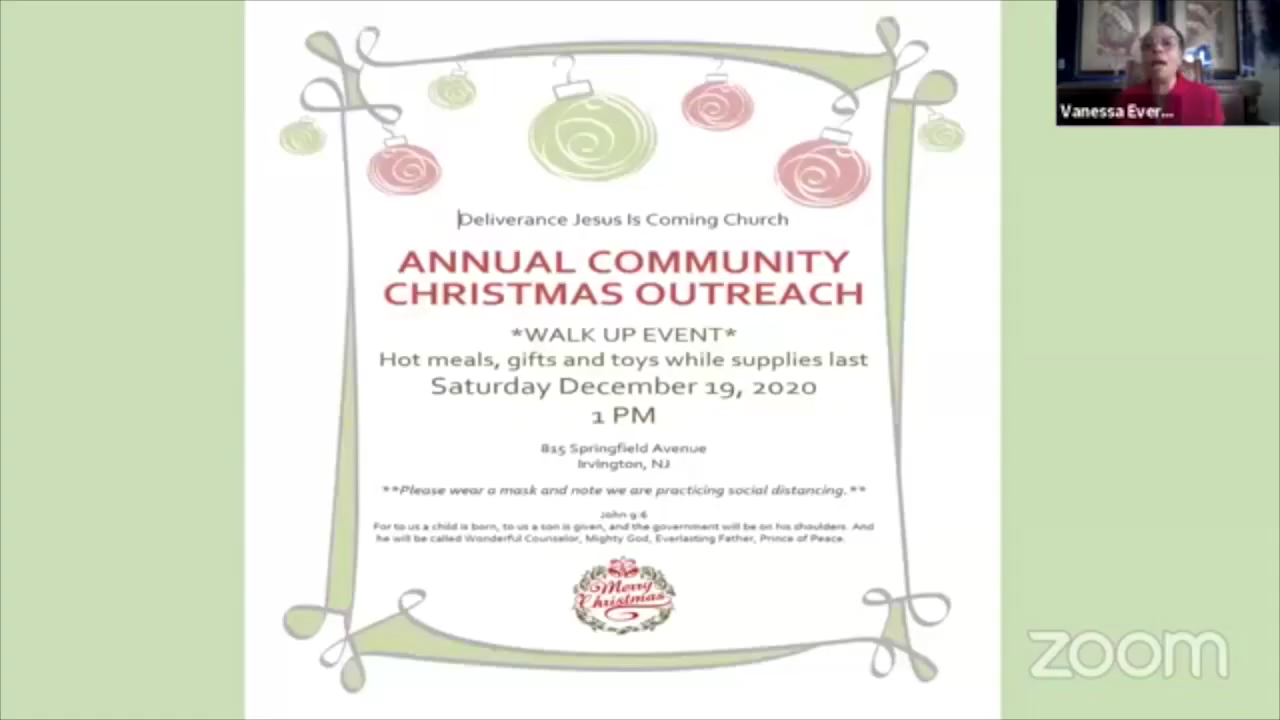 Vanessa Ever...
Deliverance Jesus Is Coming Church
ANNUAL COMMUNITY
CHRISTMAS OUTREACH
*WALK UP EVENT*
Hot meals, gifts and toys while supplies last
Saturday December 19, 2020
1 PM
815 Springfield Avenue
Irvington, NJ
**Please wear a mask and note we are practicing social distancing.**
John 9:6
For to us a child is born, to us a son is given, and the government will be on his shoulders. And
he will be called Wonderful Counselor, Mighty God, Everlasting Father, Prince of Peace.
Merry
Christmas
zoom